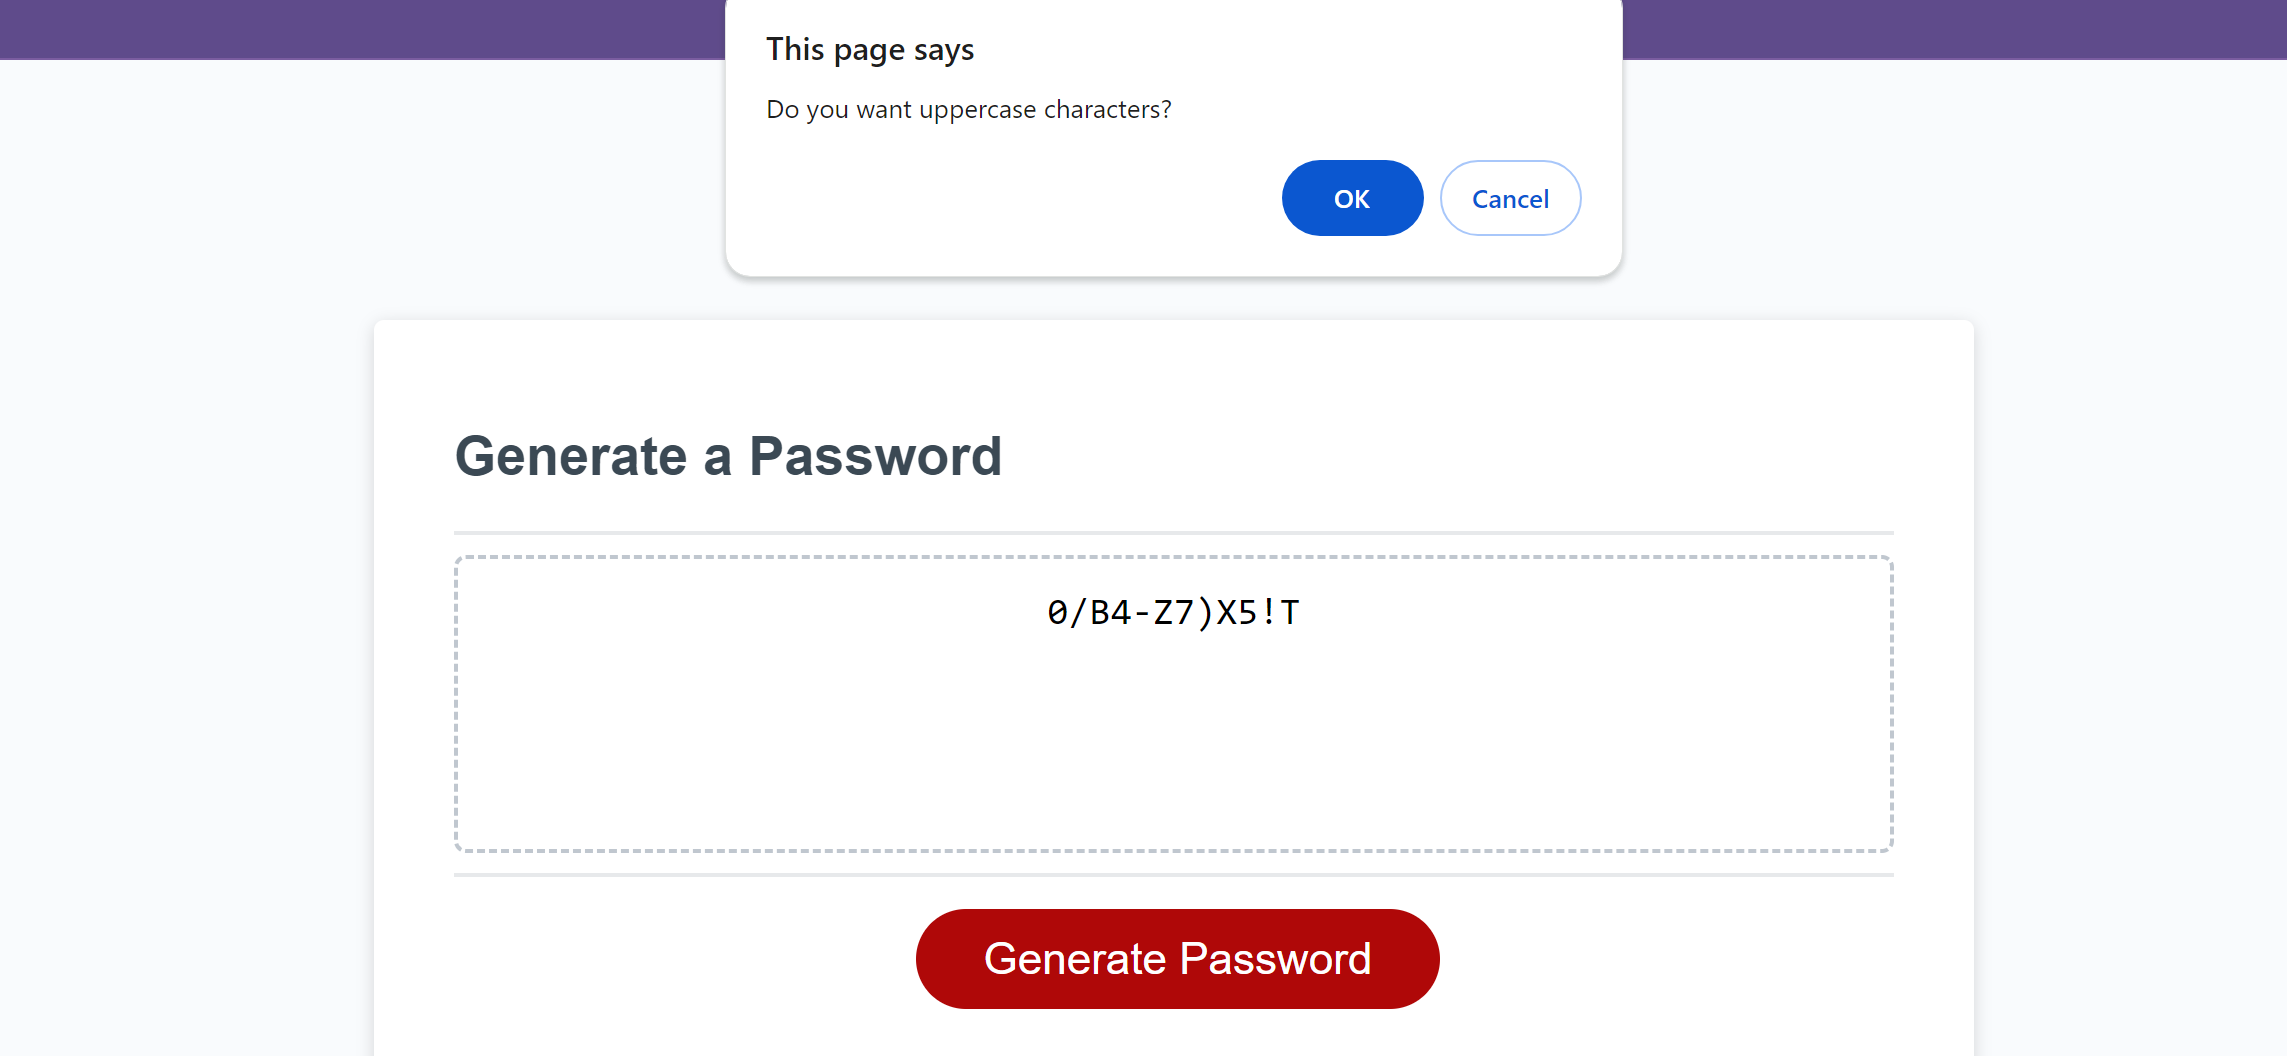 This page says
Do you want uppercase characters?
OK Cancel
Generate a Password
0/B4-Z7)X5!T
Generate Password